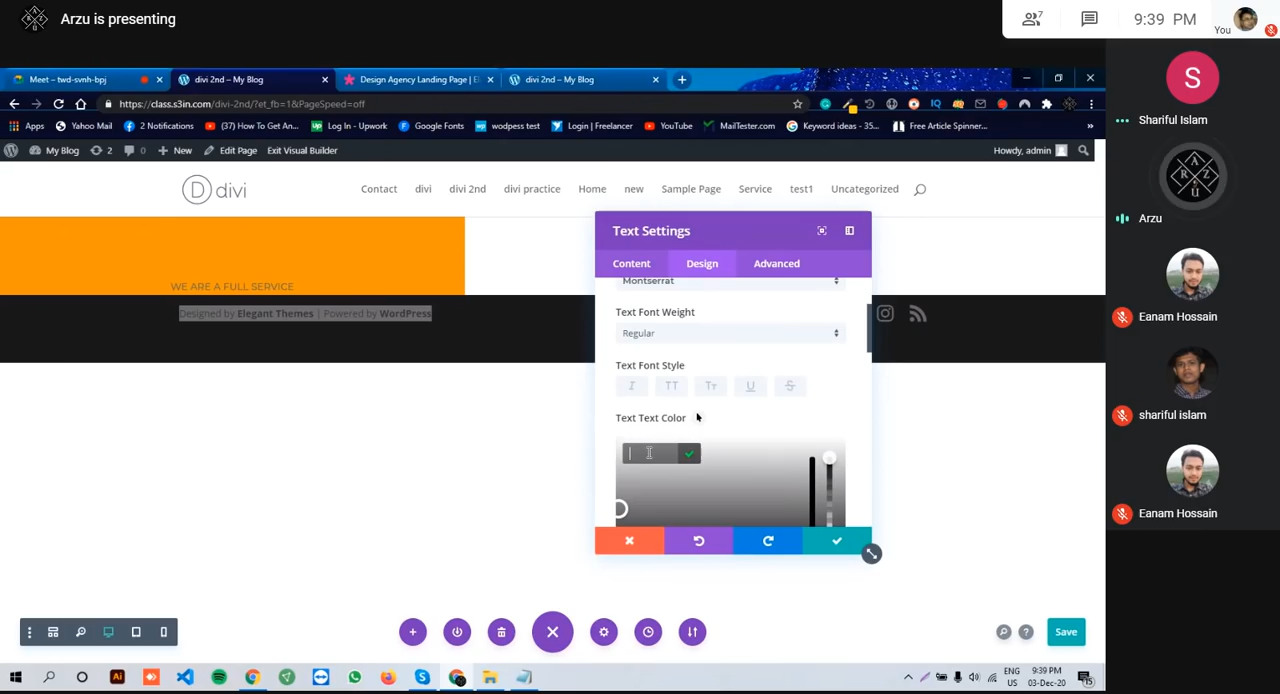 Arzu is presenting
7
9:39 PM
You
Meet – twd-svnh-bpj
divi 2nd – My Blog
Design Agency Landing Page | El
divi 2nd – My Blog
https://class.s3in.com/divi-2nd/?et_fb=1&PageSpeed=off
Apps
Yahoo Mail
2 Notifications
(37) How To Get An...
Log In - Upwork
Google Fonts
wodpess test
Login | Freelancer
YouTube
MailTester.com
Keyword ideas - 35...
Free Article Spinner...
My Blog
2
0
New
Edit Page
Exit Visual Builder
Howdy, admin
D divi
Contact
divi
divi 2nd
divi practice
Home
new
Sample Page
Service
test1
Uncategorized
WE ARE A FULL SERVICE
Designed by Elegant Themes | Powered by WordPress
Text Settings
Content
Design
Advanced
Montserrat
Text Font Weight
Regular
Text Font Style
I
TT
Tт
U
S
Text Text Color
Save
S
Shariful Islam
A
R Z
U
Arzu
Eanam Hossain
shariful islam
Eanam Hossain
ENG
US
9:39 PM
03-Dec-20
15